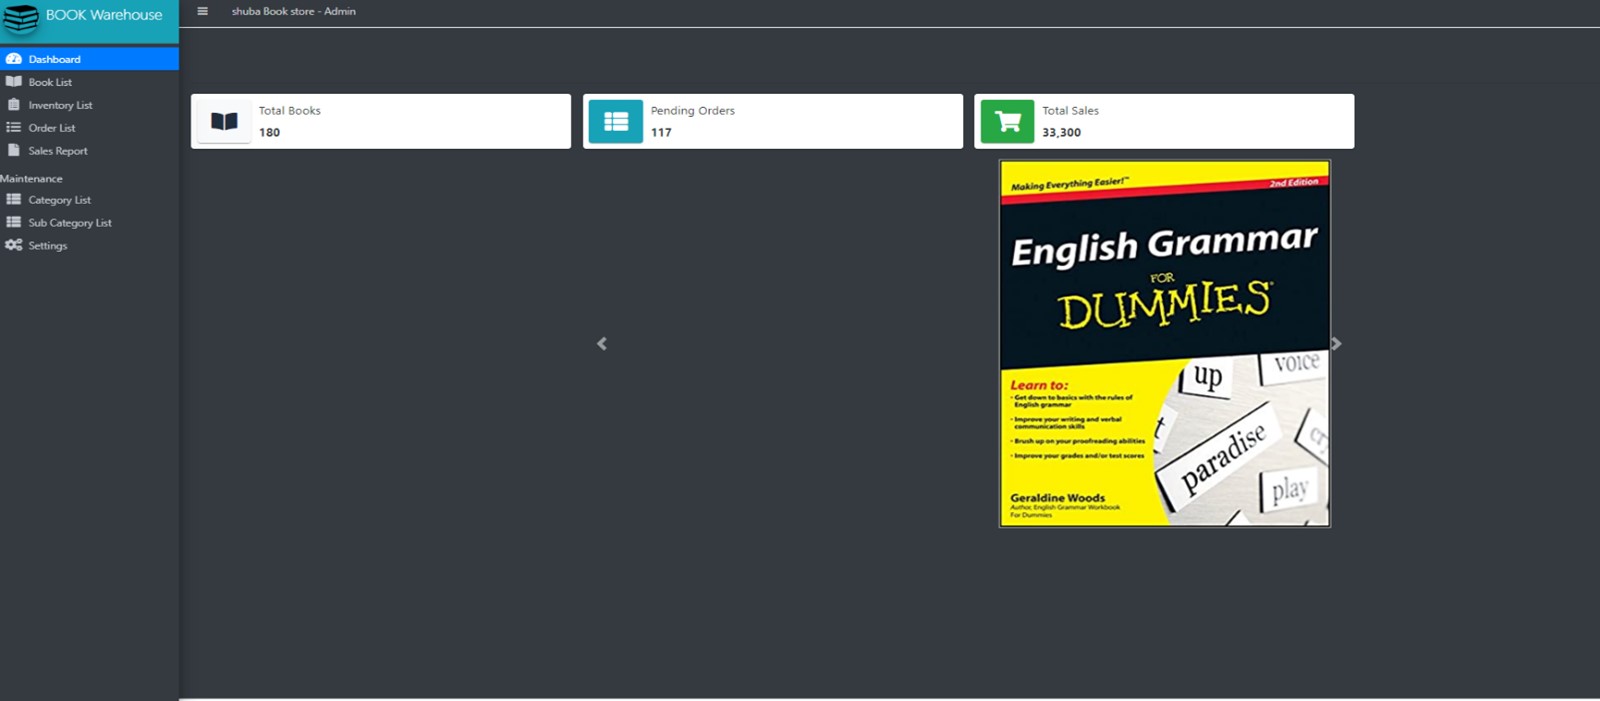 BOOK Warehouse
shuba Book store - Admin
Dashboard
Book List
Inventory List
Order List
Sales Report
Maintenance
Category List
Sub Category List
Settings
Total Books
180
Pending Orders
117
Total Sales
33,300
Making Everything Easier!™
2nd Edition
English Grammar
FOR
DUMMIES®
Learn to:
• Get down to basics with the rules of
English grammar
• Improve your writing and verbal
communication skills
• Brush up on your proofreading abilities
• Improve your grades and/or test scores
Geraldine Woods
Author, English Grammar Workbook
For Dummies
up
voice
t
paradise
cr
play